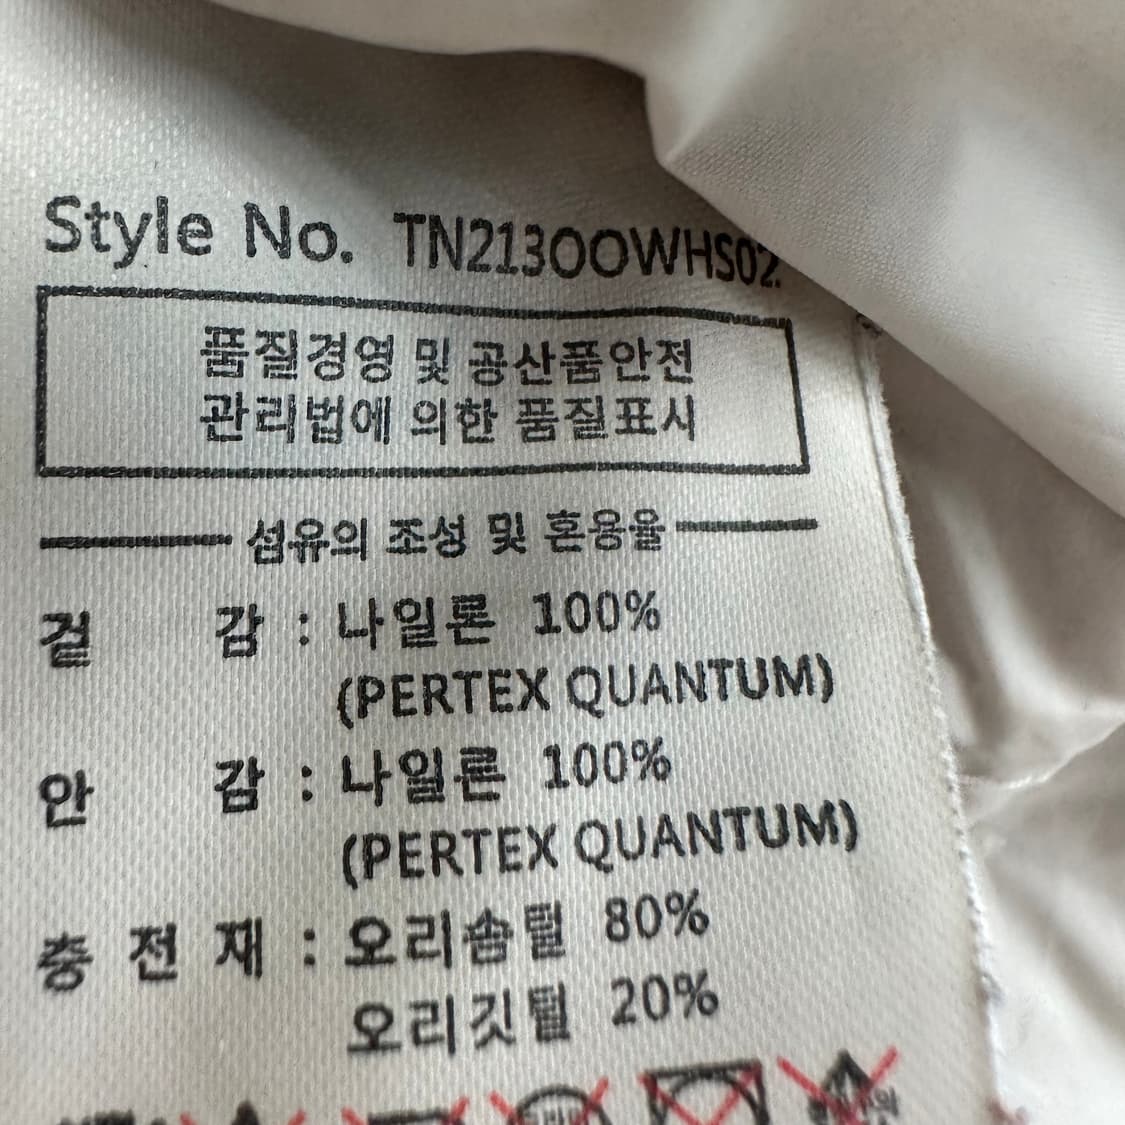 Style No. TN21300WHS02
품질경영 및 공산품안전
관리법에 의한 품질표시
섬유의 조성 및 혼용율
겉 감 : 나일론 100%
(PERTEX QUANTUM)
안 감 : 나일론 100%
(PERTEX QUANTUM)
충 전 재 : 오리솜털 80%
오리깃털 20%